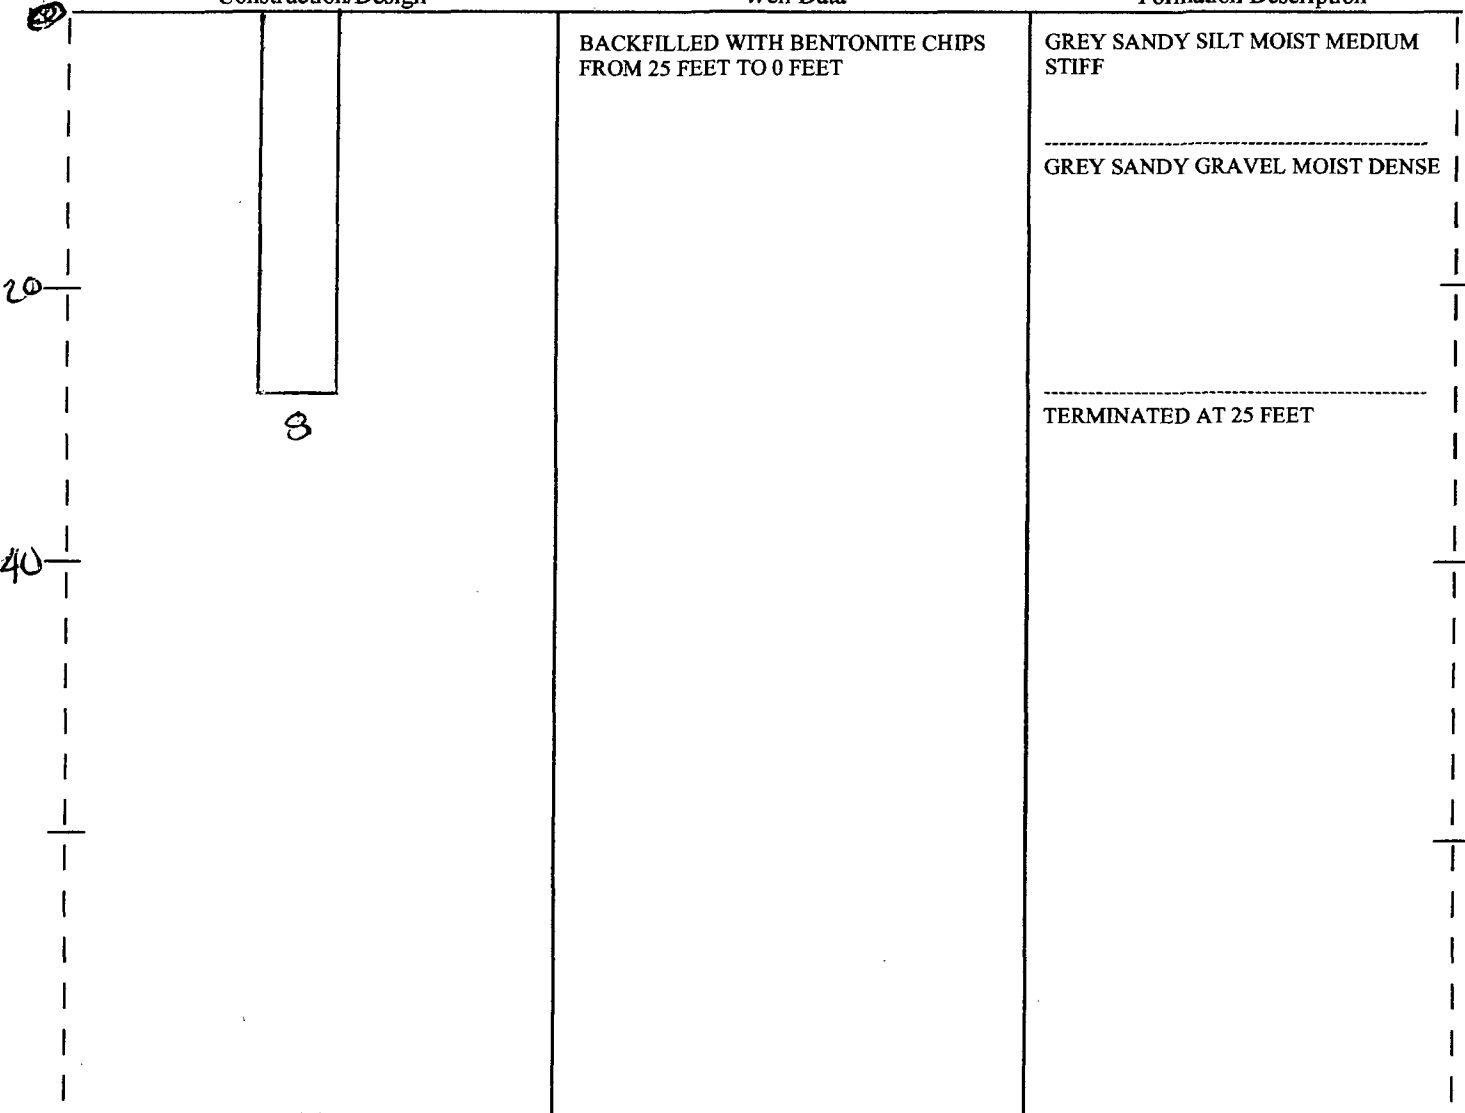 Construction/Design
Well Data
Formation Description
BACKFILLED WITH BENTONITE CHIPS
FROM 25 FEET TO 0 FEET
GREY SANDY SILT MOIST MEDIUM
STIFF
GREY SANDY GRAVEL MOIST DENSE
20
8
TERMINATED AT 25 FEET
40